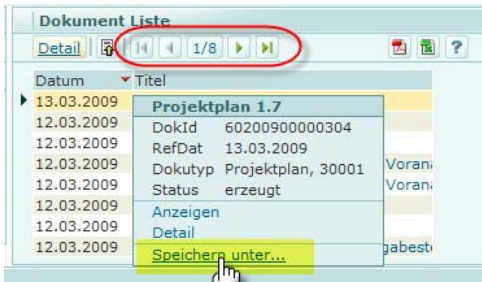 Dokument Liste
Detail 1/8 ?
Datum Titel
13.03.2009
12.03.2009
12.03.2009
12.03.2009
12.03.2009
12.03.2009
12.03.2009
12.03.2009
Projektplan 1.7
DokId 60200900000304
RefDat 13.03.2009
Dokutyp Projektplan, 30001
Status erzeugt
Anzeigen
Detail
Speichern unter...